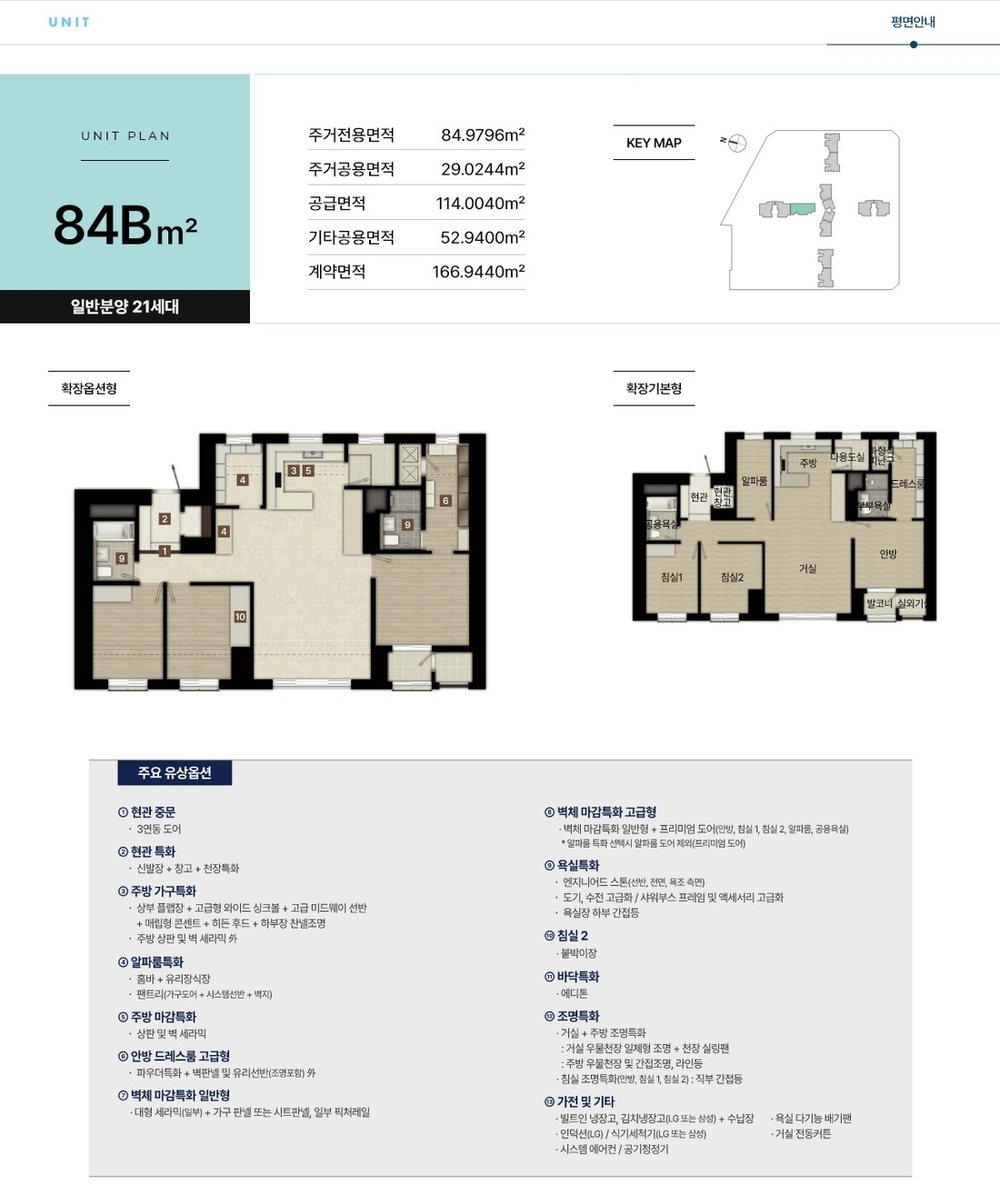 UNIT
평면안내
UNIT PLAN
84Bm²
일반분양 21세대
주거전용면적 84.9796m²
주거공용면적 29.0244m²
공급면적 114.0040m²
기타공용면적 52.9400m²
계약면적 166.9440m²
KEY MAP
N
확장옵션형
4
3 5
6
2
4
9
1
9
10
확장기본형
주방
다용도실
하향식
피난구
알파룸
드레스룸
현관
현관
창고
부부욕실
공용욕실
안방
거실
침실1
침실2
발코니
실외기실
주요 유상옵션
① 현관 중문
· 3연동 도어
② 현관 특화
· 신발장 + 창고 + 천장특화
③ 주방 가구특화
· 상부 플랩장 + 고급형 와이드 싱크볼 + 고급 미드웨이 선반
+ 매립형 콘센트 + 히든 후드 + 하부장 찬넬조명
· 주방 상판 및 벽 세라믹 外
④ 알파룸특화
· 홈바 + 유리장식장
· 팬트리(가구도어 + 시스템선반 + 벽지)
⑤ 주방 마감특화
· 상판 및 벽 세라믹
⑥ 안방 드레스룸 고급형
· 파우더특화 + 벽판넬 및 유리선반(조명포함) 外
⑦ 벽체 마감특화 일반형
· 대형 세라믹(일부) + 가구 판넬 또는 시트판넬, 일부 픽처레일
⑧ 벽체 마감특화 고급형
· 벽체 마감특화 일반형 + 프리미엄 도어(안방, 침실 1, 침실 2, 알파룸, 공용욕실)
* 알파룸 특화 선택시 알파룸 도어 제외(프리미엄 도어)
⑨ 욕실특화
· 엔지니어드 스톤(선반, 전면, 욕조 측면)
· 도기, 수전 고급화 / 샤워부스 프레임 및 액세서리 고급화
· 욕실장 하부 간접등
⑩ 침실 2
· 붙박이장
⑪ 바닥특화
· 에디톤
⑫ 조명특화
· 거실 + 주방 조명특화
: 거실 우물천장 일체형 조명 + 천장 실링팬
: 주방 우물천장 및 간접조명, 라인등
· 침실 조명특화(안방, 침실 1, 침실 2) : 직부 간접등
⑬ 가전 및 기타
· 빌트인 냉장고, 김치냉장고(LG 또는 삼성) + 수납장 · 욕실 다기능 배기팬
· 인덕션(LG) / 식기세척기(LG 또는 삼성) · 거실 전동커튼
· 시스템 에어컨 / 공기청정기